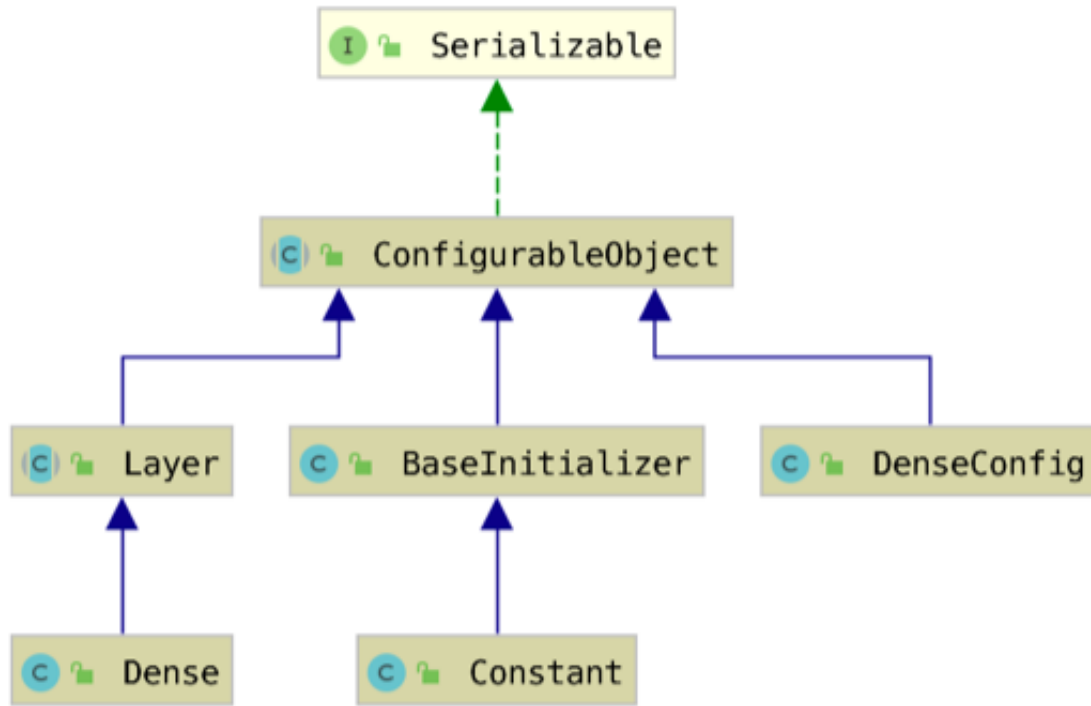 I Serializable
C ConfigurableObject
C Layer
C BaseInitializer
C DenseConfig
C Dense
C Constant